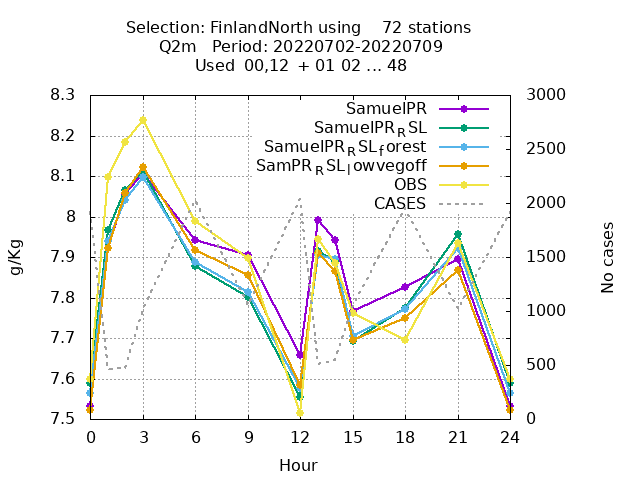 Selection: FinlandNorth using    72 stations
Q2m   Period: 20220702-20220709
Used  00,12  + 01 02 ... 48
SamuelPR
SamuelPR_RSL
SamuelPR_RSL_forest
SamPR_RSL_lowvegoff
OBS
CASES
8.3
8.2
8.1
8
7.9
7.8
7.7
7.6
7.5
3000
2500
2000
1500
1000
500
0
g/Kg
No cases
0 3 6 9 12 15 18 21 24
Hour